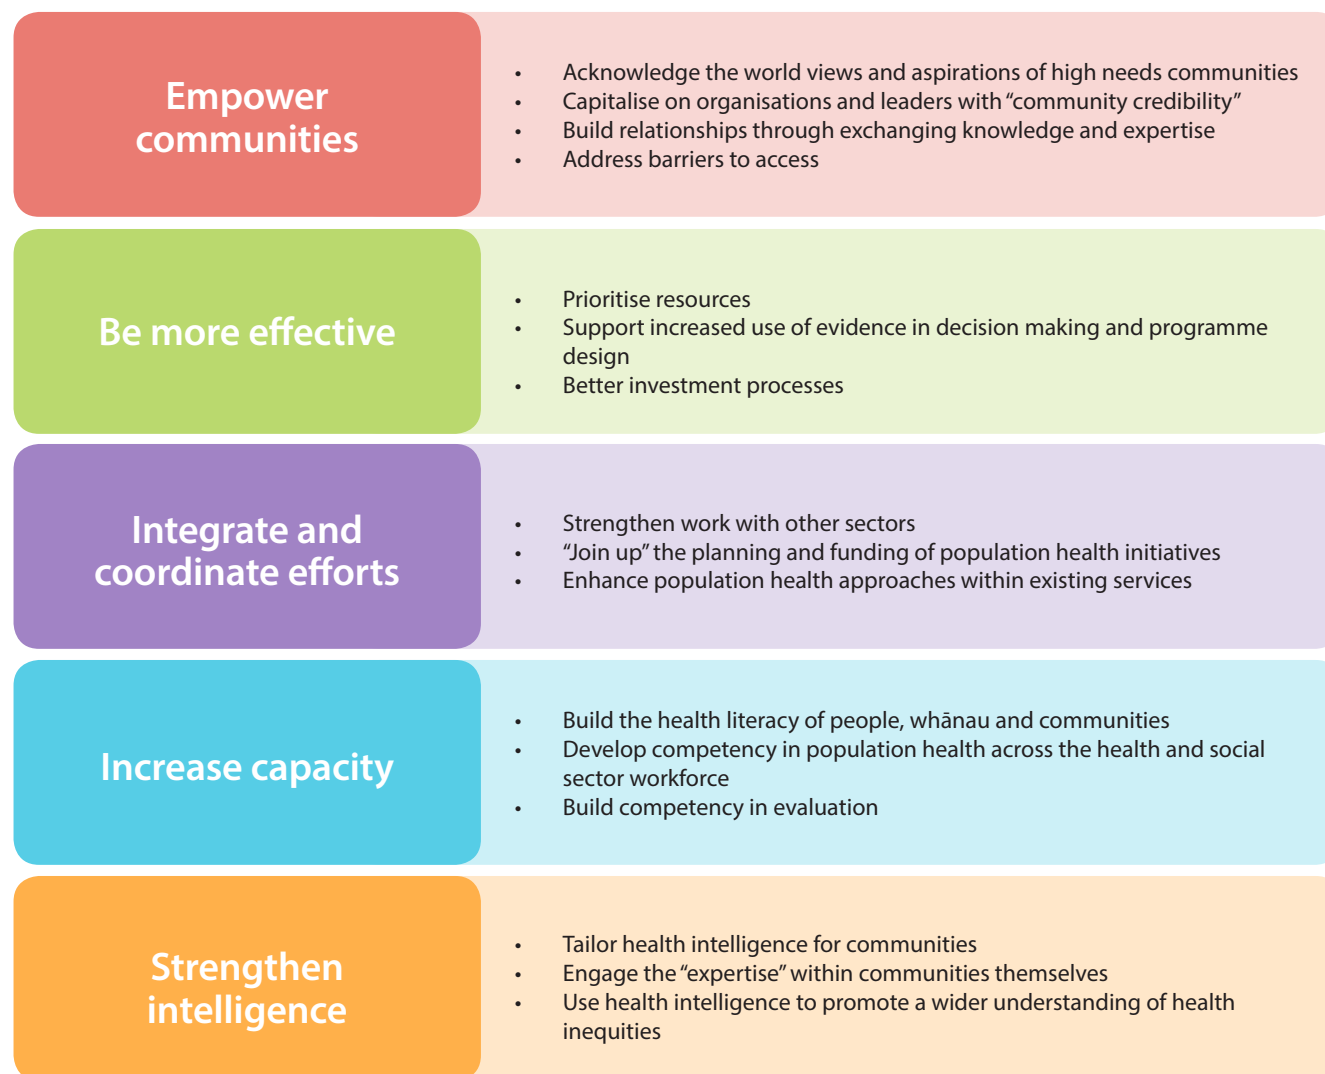 Empower
communities
• Acknowledge the world views and aspirations of high needs communities
• Capitalise on organisations and leaders with “community credibility”
• Build relationships through exchanging knowledge and expertise
• Address barriers to access
Be more effective
• Prioritise resources
• Support increased use of evidence in decision making and programme
design
• Better investment processes
Integrate and
coordinate efforts
• Strengthen work with other sectors
• “Join up” the planning and funding of population health initiatives
• Enhance population health approaches within existing services
Increase capacity
• Build the health literacy of people, whānau and communities
• Develop competency in population health across the health and social
sector workforce
• Build competency in evaluation
Strengthen
intelligence
• Tailor health intelligence for communities
• Engage the “expertise” within communities themselves
• Use health intelligence to promote a wider understanding of health
inequities